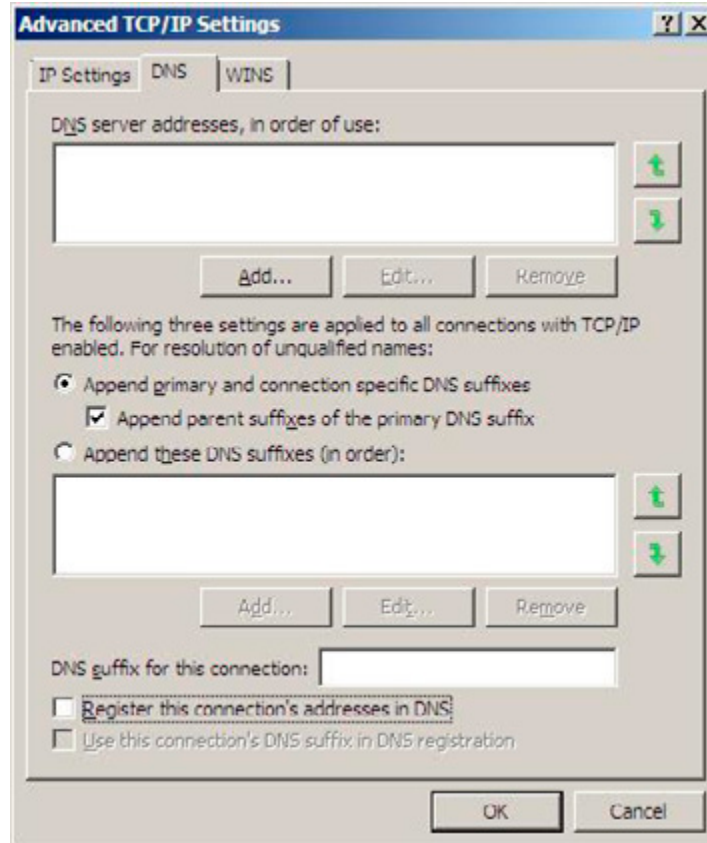 Advanced TCP/IP Settings
IP Settings DNS WINS
DNS server addresses, in order of use:
Add... Edit... Remove
The following three settings are applied to all connections with TCP/IP
enabled. For resolution of unqualified names:
Append primary and connection specific DNS suffixes
Append parent suffixes of the primary DNS suffix
Append these DNS suffixes (in order):
Add... Edit... Remove
DNS suffix for this connection:
Register this connection's addresses in DNS
Use this connection's DNS suffix in DNS registration
OK Cancel